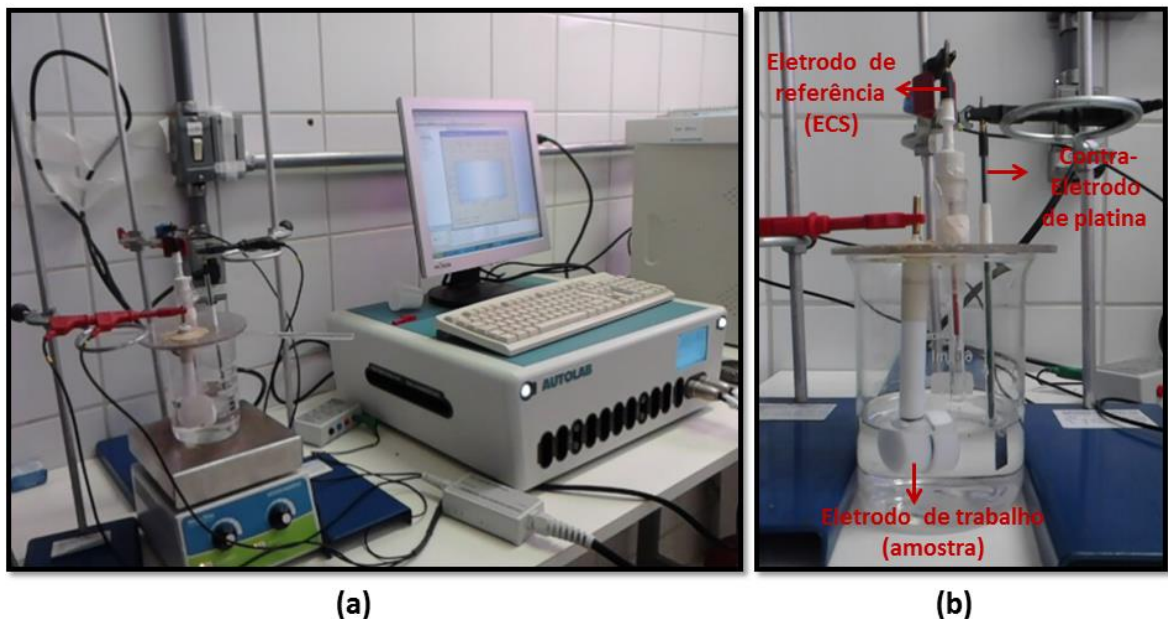 AUTOLAB
Eletrodo de
referência
(ECS)
Contra-
Eletrodo
de platina
Eletrodo de trabalho
(amostra)
(a)
(b)